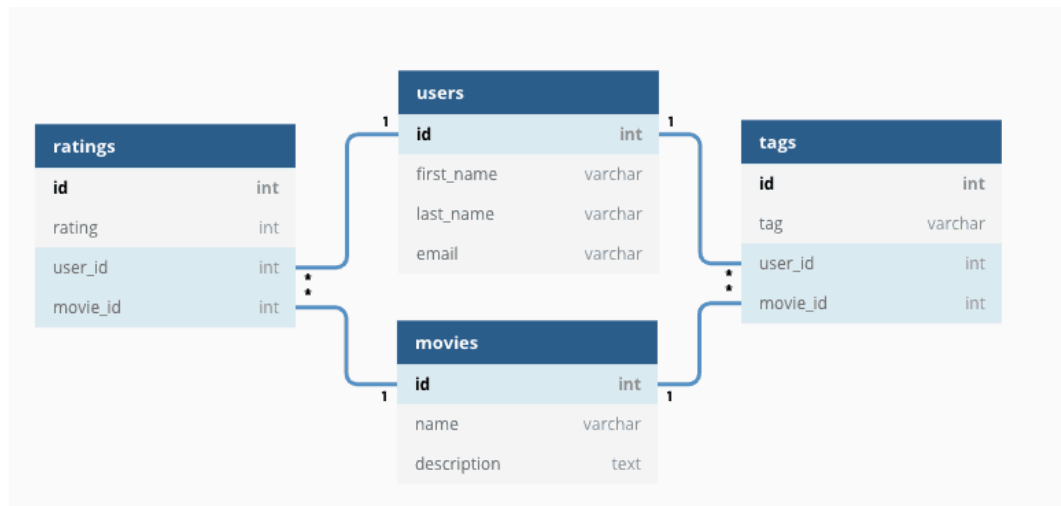 users
id int
first_name varchar
last_name varchar
email varchar
ratings
id int
rating int
user_id int
movie_id int
tags
id int
tag varchar
user_id int
movie_id int
movies
id int
name varchar
description text
1
1
*
*
*
*
1
1